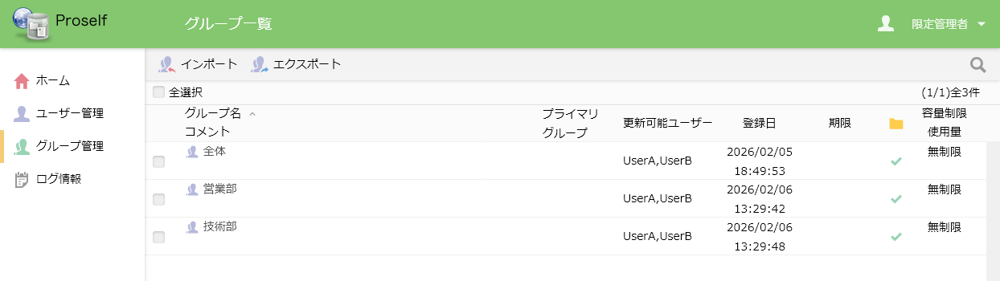 Proself
グループ一覧
限定管理者
ホーム
ユーザー管理
グループ管理
ログ情報
インポート エクスポート
全選択 (1/1)全3件
グループ名 コメント プライマリ グループ 更新可能ユーザー 登録日 期限 容量制限 使用量
全体 UserA,UserB 2026/02/05 18:49:53 無制限
営業部 UserA,UserB 2026/02/06 13:29:42 無制限
技術部 UserA,UserB 2026/02/06 13:29:48 無制限